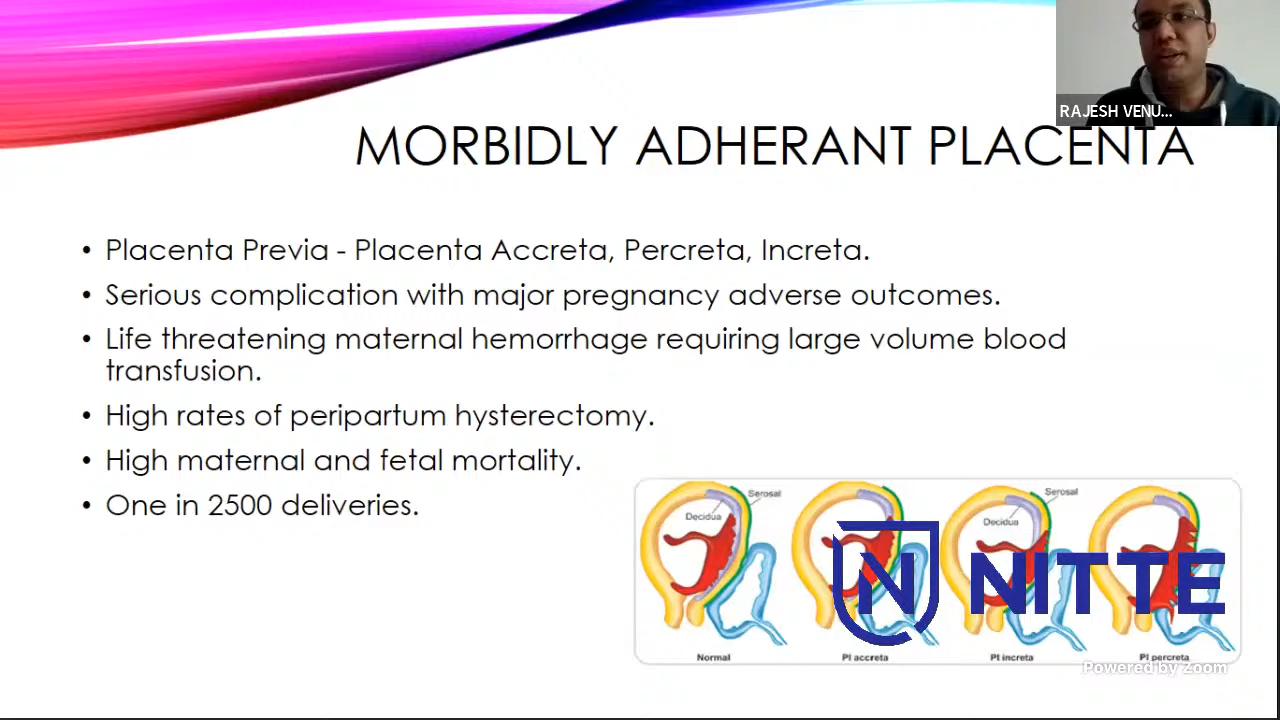 RAJESH VENU...
MORBIDLY ADHERANT PLACENTA
• Placenta Previa - Placenta Accreta, Percreta, Increta.
• Serious complication with major pregnancy adverse outcomes.
• Life threatening maternal hemorrhage requiring large volume blood
transfusion.
• High rates of peripartum hysterectomy.
• High maternal and fetal mortality.
• One in 2500 deliveries.
Serosal
Decidua
Serosal
Decidua
N NITTE
Normal
Pl accreta
Pl increta
Pl percreta
Powered by Zoom